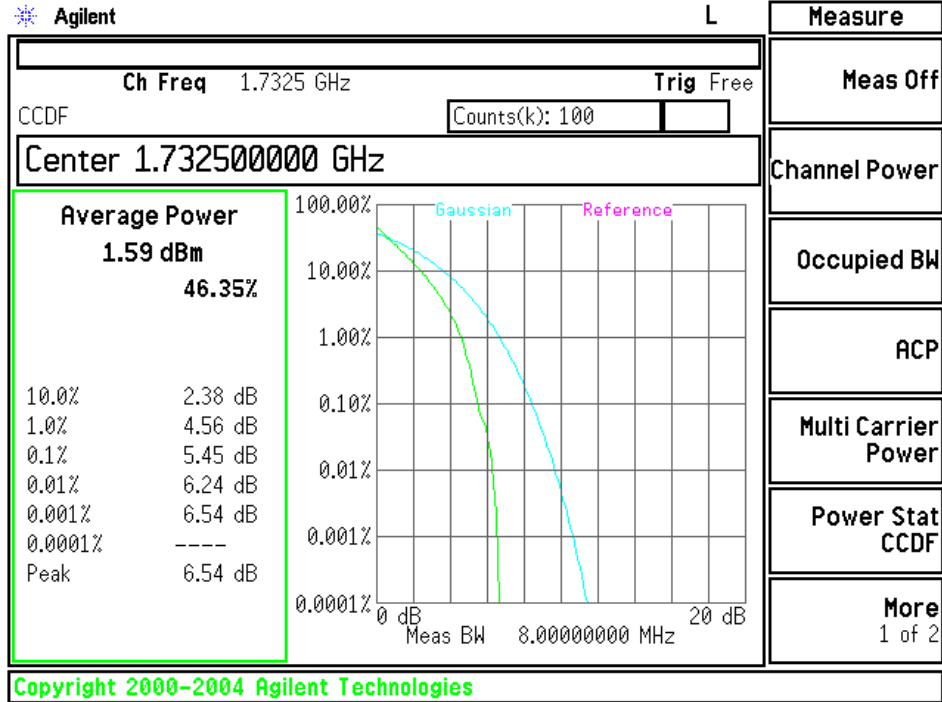 Agilent L Measure
Ch Freq 1.7325 GHz Trig Free
Meas Off
CCDF Counts(k): 100
Center 1.732500000 GHz
Channel Power
Average Power
1.59 dBm
46.35%
10.0% 2.38 dB
1.0% 4.56 dB
0.1% 5.45 dB
0.01% 6.24 dB
0.001% 6.54 dB
0.0001% ----
Peak 6.54 dB
Gaussian Reference
100.00%
10.00%
1.00%
0.10%
0.01%
0.001%
0.0001%
0 dB 20 dB
Meas BW 8.00000000 MHz
Occupied BW
ACP
Multi Carrier
Power
Power Stat
CCDF
More
1 of 2
Copyright 2000-2004 Agilent Technologies